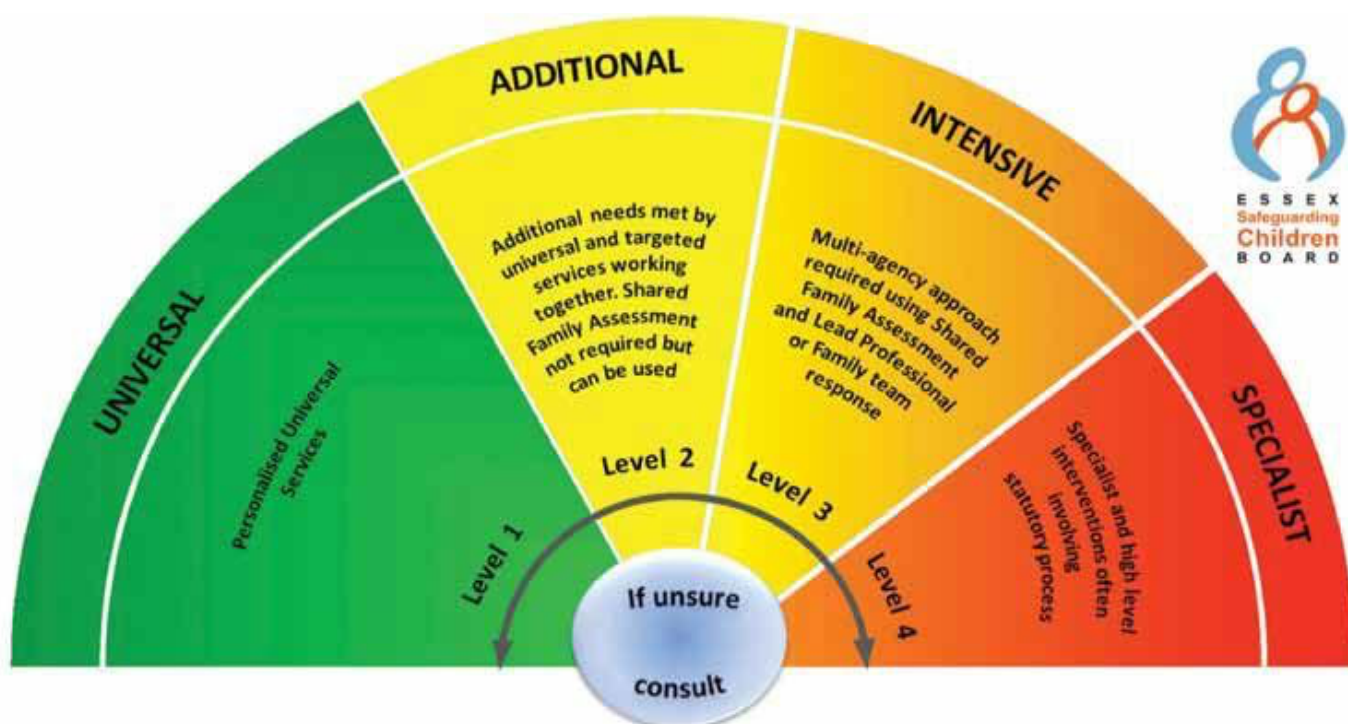 UNIVERSAL
Personalised Universal
Services
Level 1
ADDITIONAL
Additional needs met by
universal and targeted
services working
together. Shared
Family Assessment
not required but
can be used
Level 2
INTENSIVE
Multi-agency approach
required using Shared
Family Assessment
and Lead Professional
or Family team
response
Level 3
SPECIALIST
Specialist and high level
interventions often
involving
statutory process
Level 4
If unsure
consult
ESSEX
Safeguarding
Children
BOARD